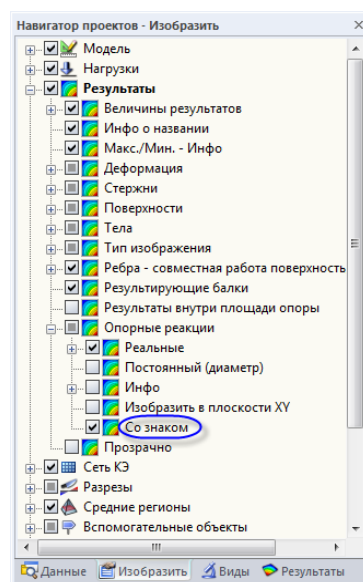 Навигатор проектов - Изобразить
Модель
Нагрузки
Результаты
Величины результатов
Инфо о названии
Макс./Мин. - Инфо
Деформация
Стержни
Поверхности
Тела
Тип изображения
Ребра - совместная работа поверхность
Результирующие балки
Результаты внутри площади опоры
Опорные реакции
Реальные
Постоянный (диаметр)
Инфо
Изобразить в плоскости XY
Со знаком
Прозрачно
Сеть КЭ
Разрезы
Средние регионы
Вспомогательные объекты
Данные Изобразить Виды Результаты